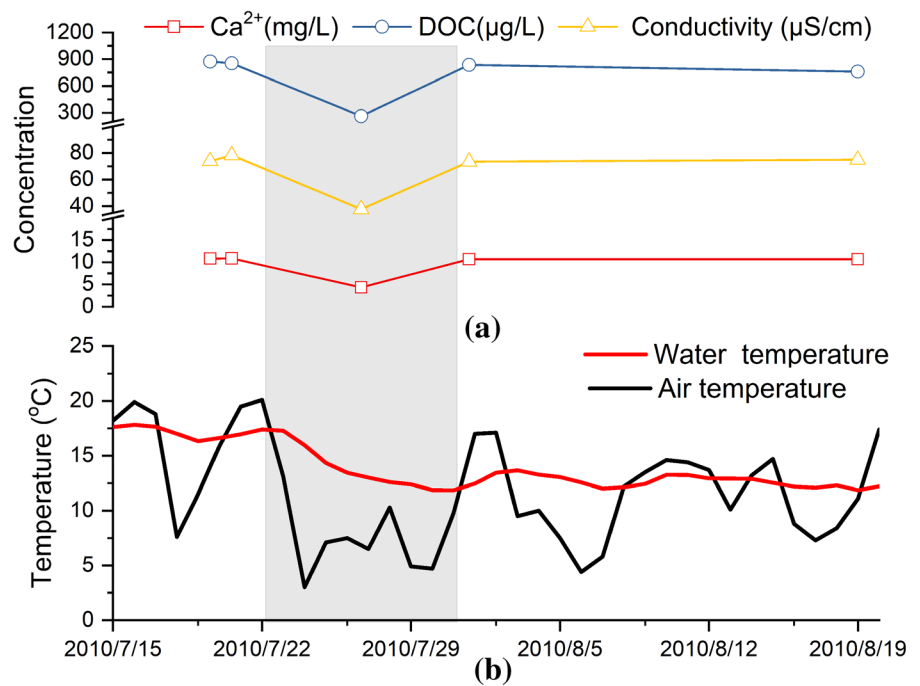 Ca²⁺(mg/L) DOC(μg/L) Conductivity (μS/cm)
1200
900
600
300
80
60
40
15
10
5
0
Concentration
(a)
25
20
15
10
5
0
Temperature (°C)
Water temperature
Air temperature
2010/7/15 2010/7/22 2010/7/29 2010/8/5 2010/8/12 2010/8/19
(b)